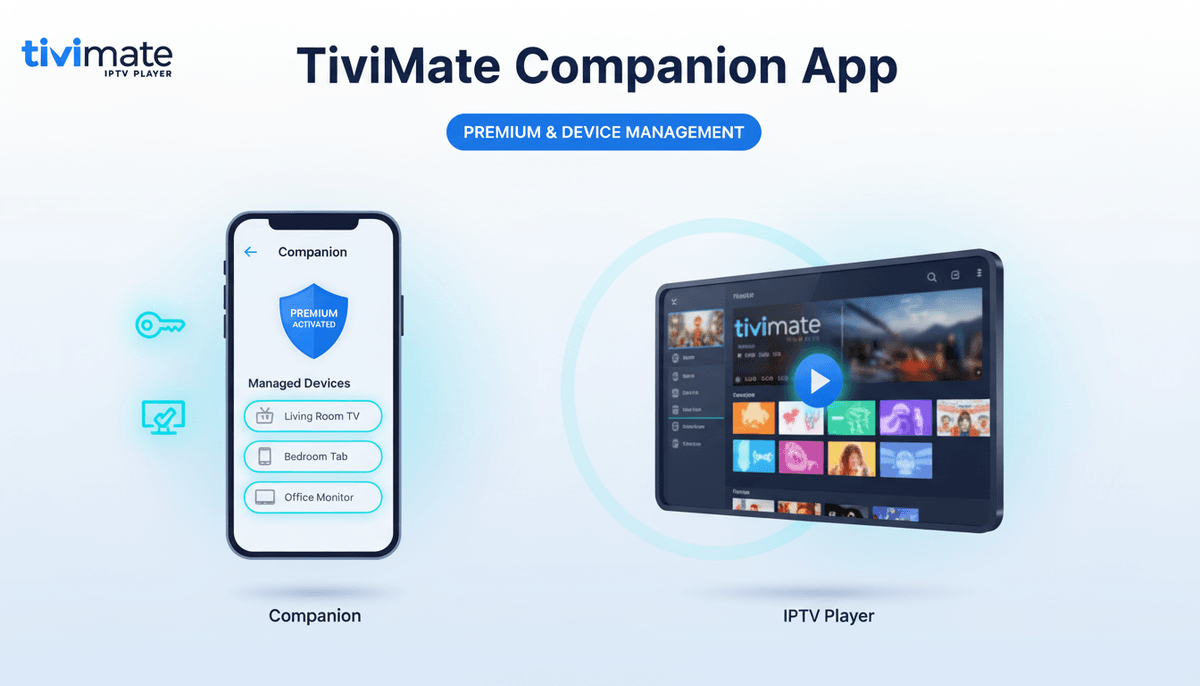 tivimate
IPTV PLAYER
TiviMate Companion App
PREMIUM & DEVICE MANAGEMENT
Companion
PREMIUM
ACTIVATED
Managed Devices
Living Room TV
Bedroom Tab
Office Monitor
tivimate
Companion
IPTV Player